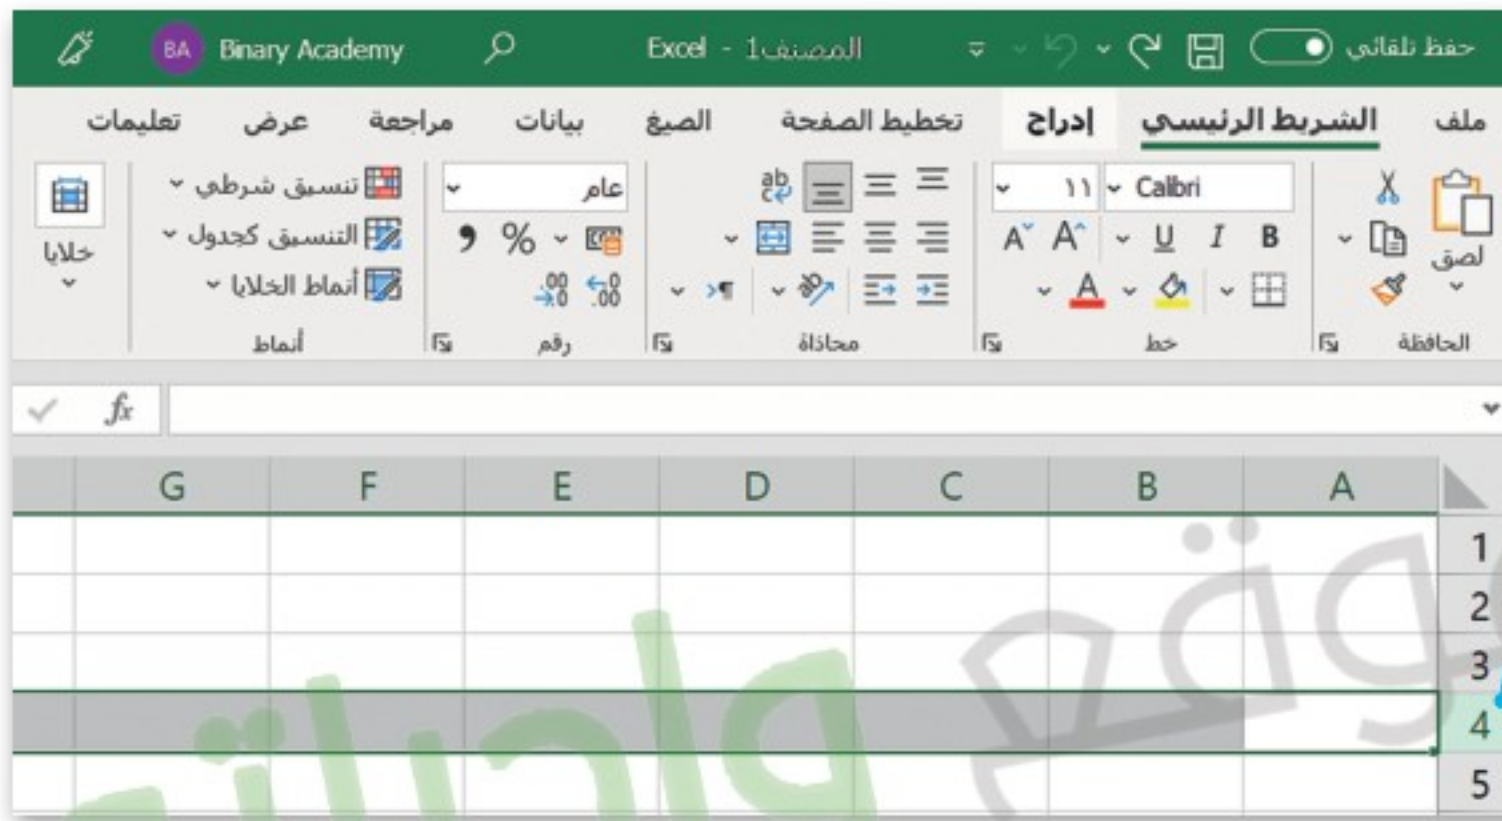 حفظ تلقائي المصنف1 - Excel Binary Academy BA
ملف الشريط الرئيسي إدراج تخطيط الصفحة الصيغ بيانات مراجعة عرض تعليمات
لصق Calibri ١١ عام تنسيق شرطي
B I U % التنسيق كجدول خلايا
أنماط الخلايا
الحافظة خط محاذاة رقم أنماط
fx
A B C D E F G
1
2
3
4
5
موقع واجباتي